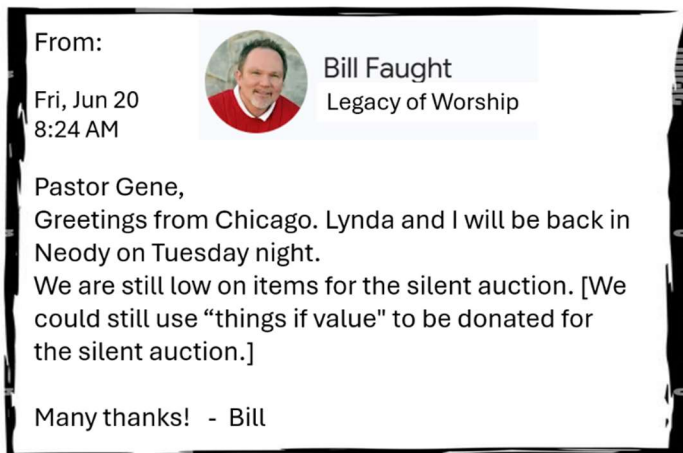 From:
Bill Faught
Legacy of Worship
Fri, Jun 20
8:24 AM
Pastor Gene,
Greetings from Chicago. Lynda and I will be back in
Neody on Tuesday night.
We are still low on items for the silent auction. [We
could still use “things if value" to be donated for
the silent auction.]
Many thanks!   -  Bill